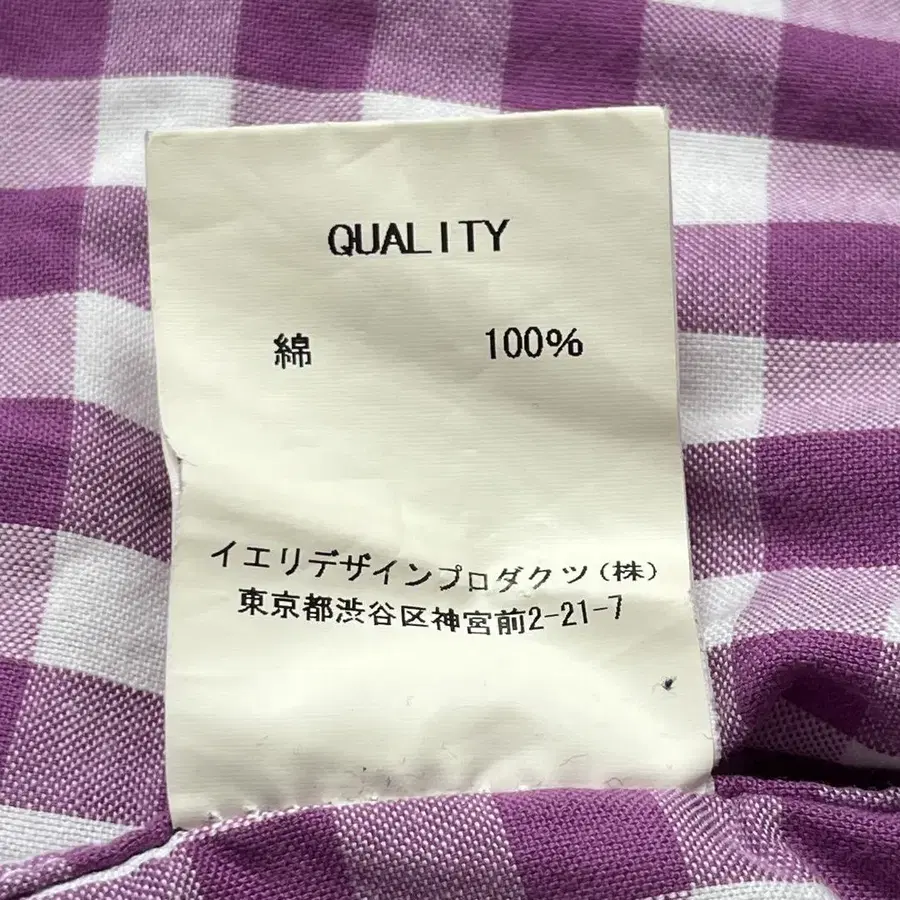 QUALITY
綿 100%
イエリデザインプロダクツ(株)
東京都渋谷区神宮前2-21-7